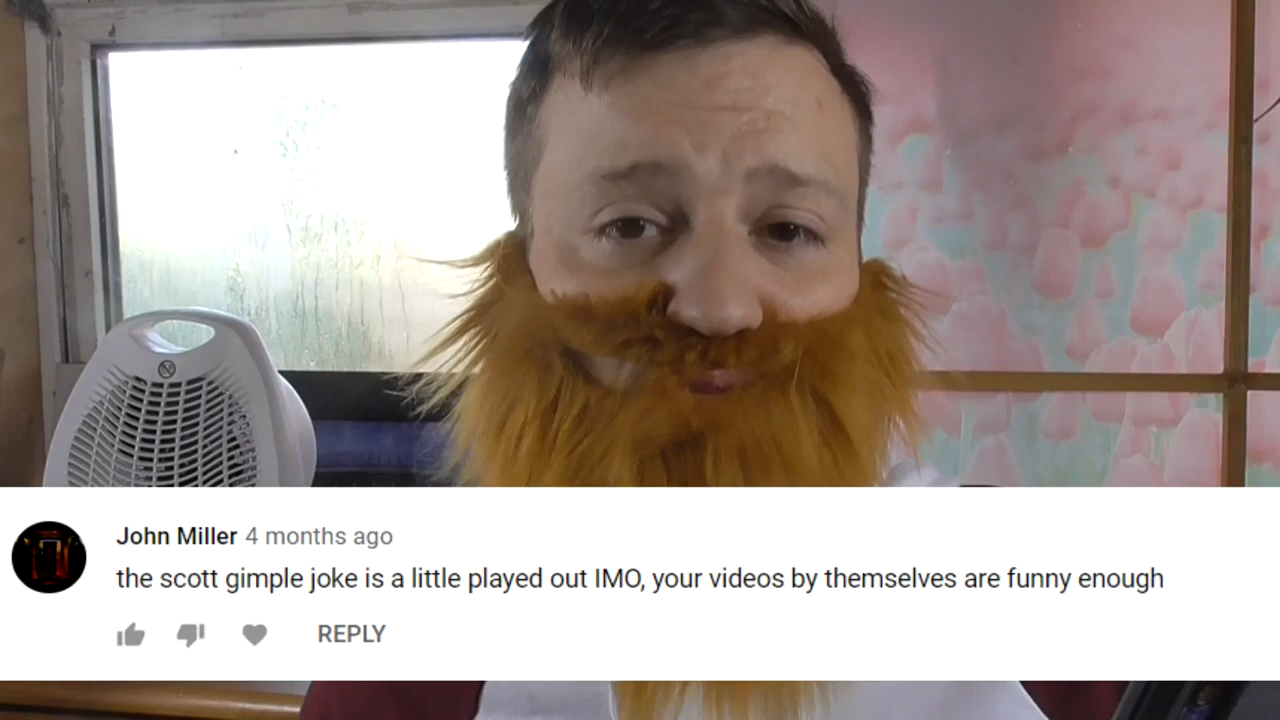 John Miller 4 months ago
the scott gimple joke is a little played out IMO, your videos by themselves are funny enough
REPLY